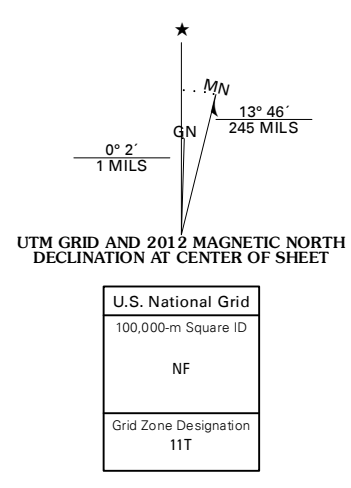 MN
13° 46´
245 MILS
GN
0° 2´
1 MILS
UTM GRID AND 2012 MAGNETIC NORTH
DECLINATION AT CENTER OF SHEET
U.S. National Grid
100,000-m Square ID
NF
Grid Zone Designation
11T